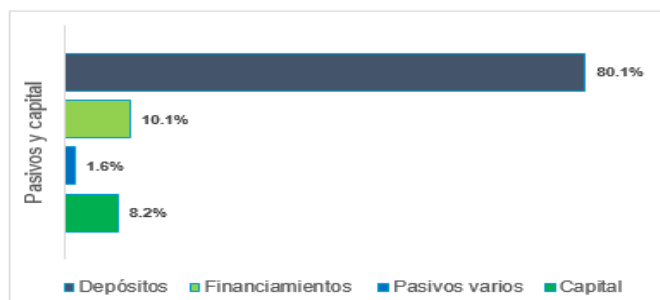 Pasivos y capital
80.1%
10.1%
1.6%
8.2%
Depósitos Financiamientos Pasivos varios Capital